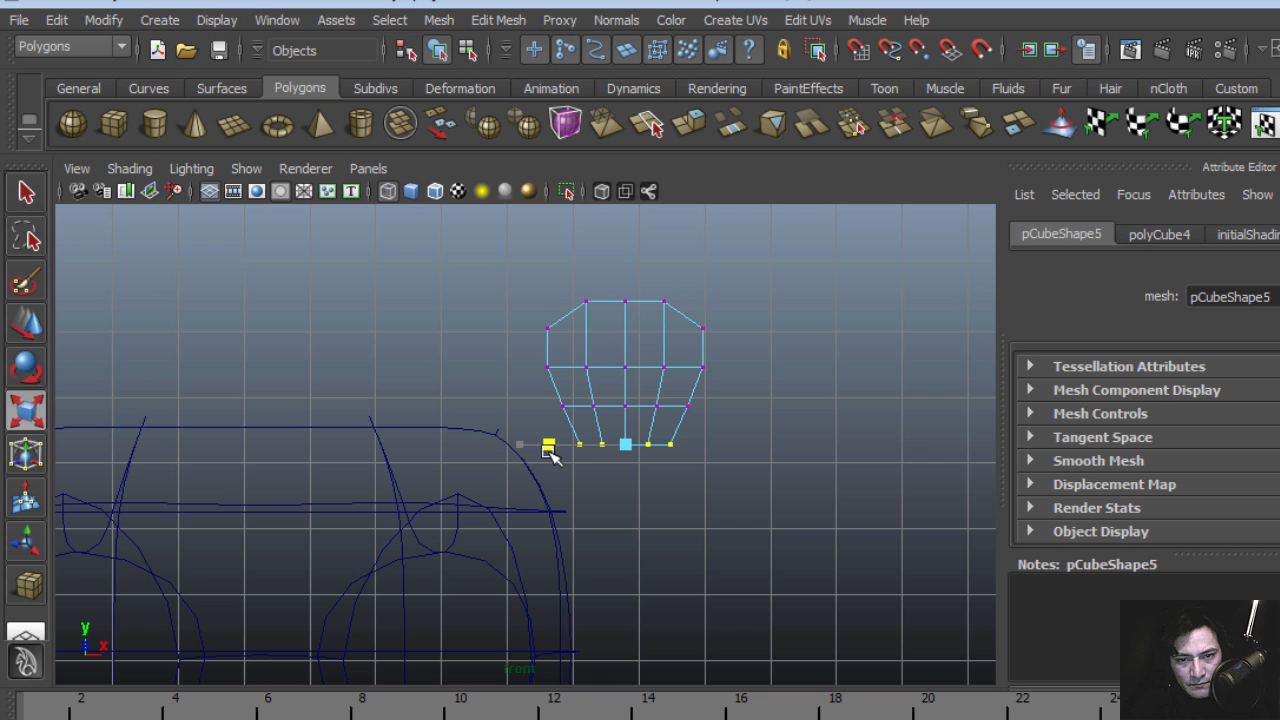 File Edit Modify Create Display Window Assets Select Mesh Edit Mesh Proxy Normals Color Create UVs Edit UVs Muscle Help
Polygons Objects
General Curves Surfaces Polygons Subdivs Deformation Animation Dynamics Rendering PaintEffects Toon Muscle Fluids Fur Hair nCloth Custom
View Shading Lighting Show Renderer Panels
Attribute Editor
List Selected Focus Attributes Show
pCubeShape5 polyCube4 initialShadi
mesh: pCubeShape5
Tessellation Attributes
Mesh Component Display
Mesh Controls
Tangent Space
Smooth Mesh
Displacement Map
Render Stats
Object Display
Notes: pCubeShape5
y
z x
front
2 4 6 8 10 12 14 16 18 20 22 24